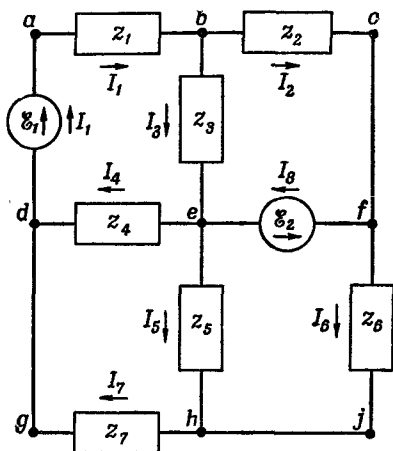 a b c
z₁ z₂
I₁ I₂
ℰ₁ I₁ I₃ z₃
I₄ I₈
d z₄ e ℰ₂ f
I₅ z₅ I₆ z₆
I₇
g z₇ h j